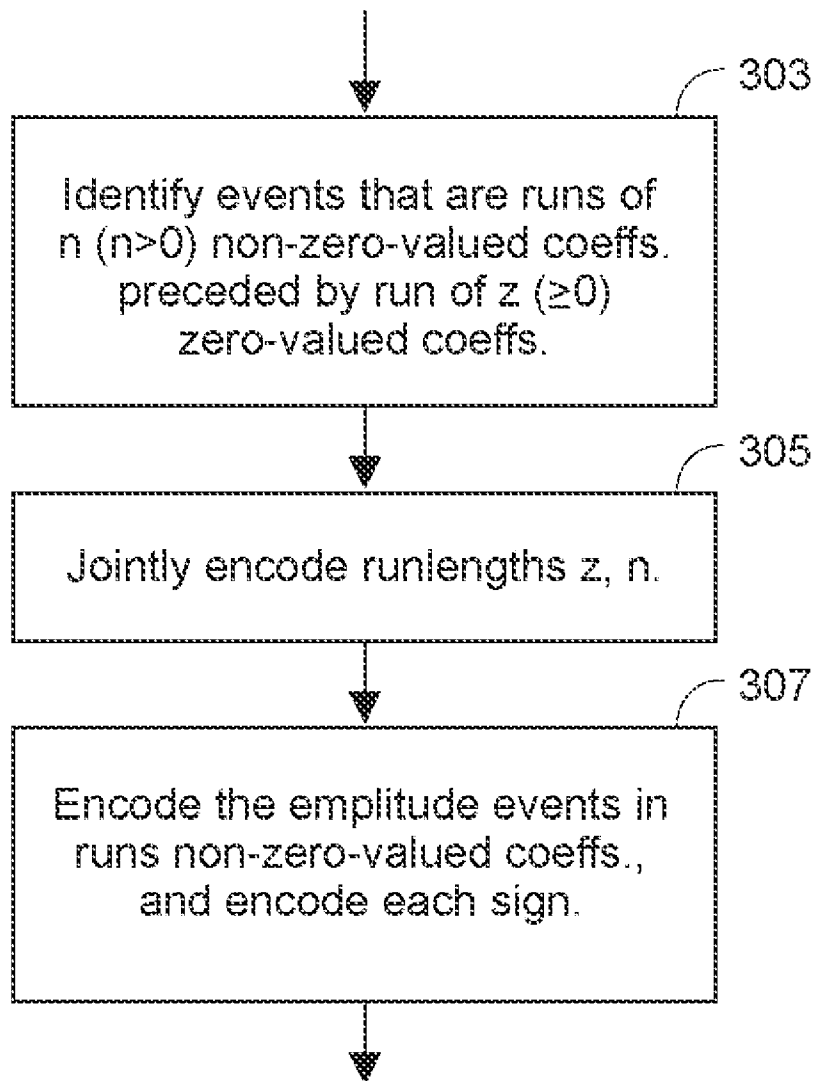 303
Identify events that are runs of
n (n>0) non-zero-valued coeffs.
preceded by run of z (≥0)
zero-valued coeffs.
305
Jointly encode runlengths z, n.
307
Encode the emplitude events in
runs non-zero-valued coeffs.,
and encode each sign.